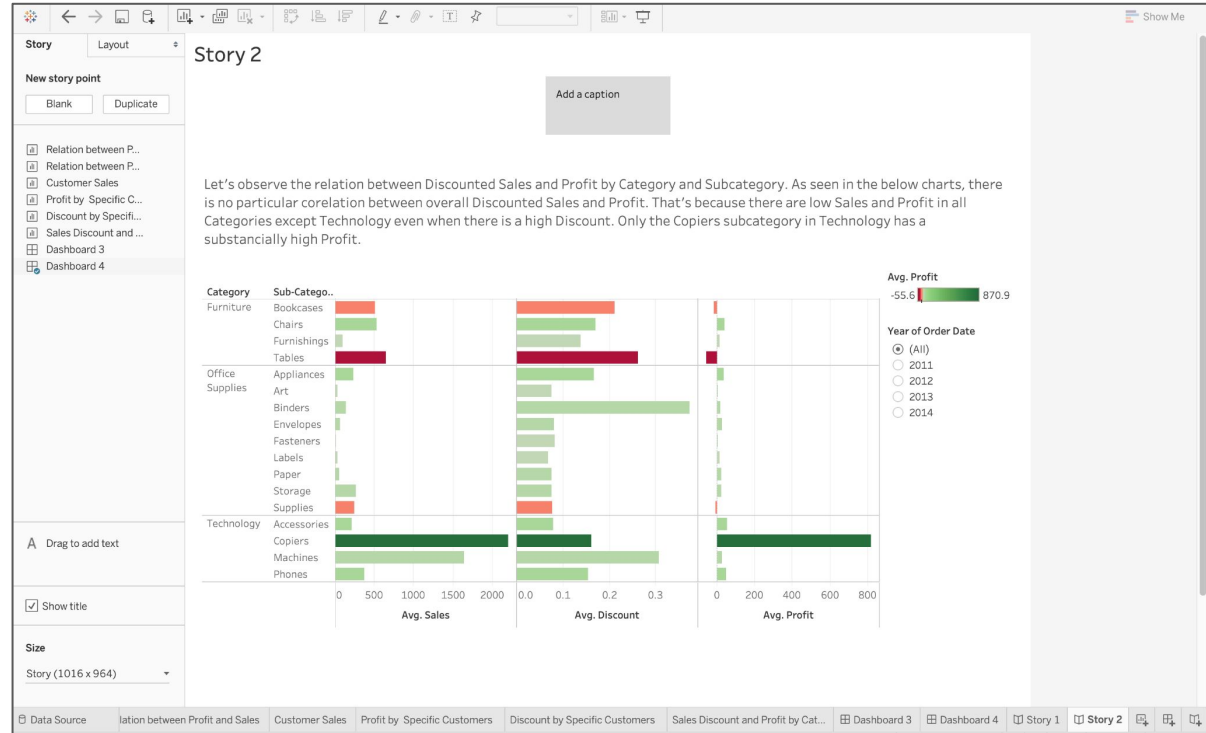 Show Me
Story
Layout
Story 2
New story point
Blank
Duplicate
Add a caption
Relation between P...
Relation between P...
Customer Sales
Profit by Specific C...
Discount by Specifi...
Sales Discount and ...
Dashboard 3
Dashboard 4
Let's observe the relation between Discounted Sales and Profit by Category and Subcategory. As seen in the below charts, there
is no particular corelation between overall Discounted Sales and Profit. That's because there are low Sales and Profit in all
Categories except Technology even when there is a high Discount. Only the Copiers subcategory in Technology has a
substancially high Profit.
Avg. Profit
-55.6 870.9
Year of Order Date
(All)
2011
2012
2013
2014
Category Sub-Catego..
Furniture Bookcases
Chairs
Furnishings
Tables
Office Supplies Appliances
Art
Binders
Envelopes
Fasteners
Labels
Paper
Storage
Supplies
Technology Accessories
Copiers
Machines
Phones
0 500 1000 1500 2000 0.0 0.1 0.2 0.3 0 200 400 600 800
Avg. Sales Avg. Discount Avg. Profit
A Drag to add text
Show title
Size
Story (1016 x 964)
Data Source lation between Profit and Sales Customer Sales Profit by Specific Customers Discount by Specific Customers Sales Discount and Profit by Cat... Dashboard 3 Dashboard 4 Story 1 Story 2